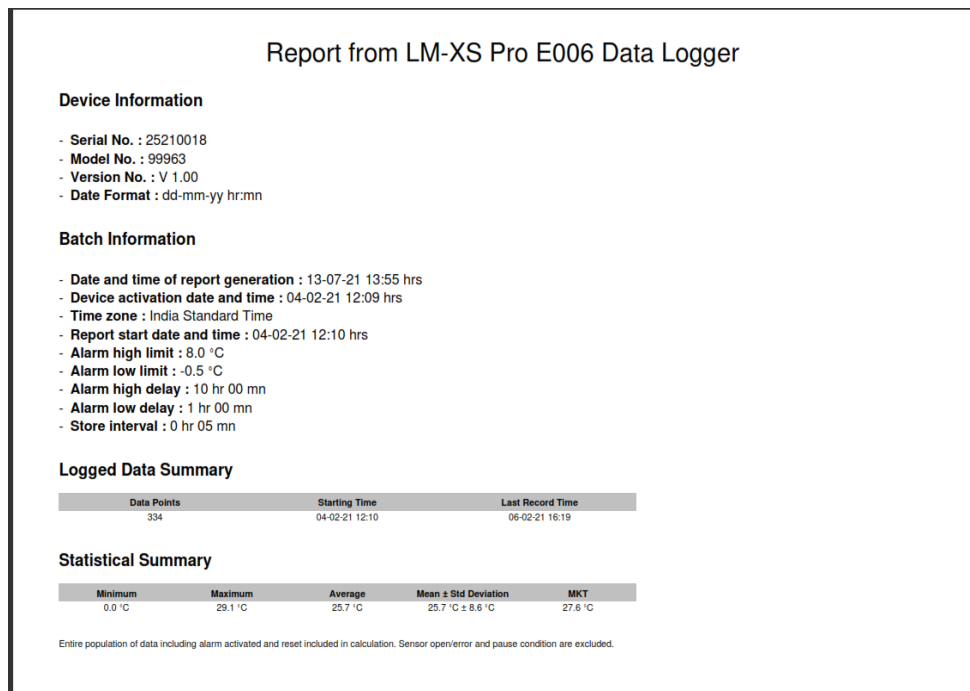 Report from LM-XS Pro E006 Data Logger
Device Information
- Serial No. : 25210018
- Model No. : 99963
- Version No. : V 1.00
- Date Format : dd-mm-yy hr:mn
Batch Information
- Date and time of report generation : 13-07-21 13:55 hrs
- Device activation date and time : 04-02-21 12:09 hrs
- Time zone : India Standard Time
- Report start date and time : 04-02-21 12:10 hrs
- Alarm high limit : 8.0 °C
- Alarm low limit : -0.5 °C
- Alarm high delay : 10 hr 00 mn
- Alarm low delay : 1 hr 00 mn
- Store interval : 0 hr 05 mn
Logged Data Summary
Data Points Starting Time Last Record Time
334 04-02-21 12:10 06-02-21 16:19
Statistical Summary
Minimum Maximum Average Mean ± Std Deviation MKT
0.0 °C 29.1 °C 25.7 °C 25.7 °C ± 8.6 °C 27.6 °C
Entire population of data including alarm activated and reset included in calculation. Sensor open/error and pause condition are excluded.